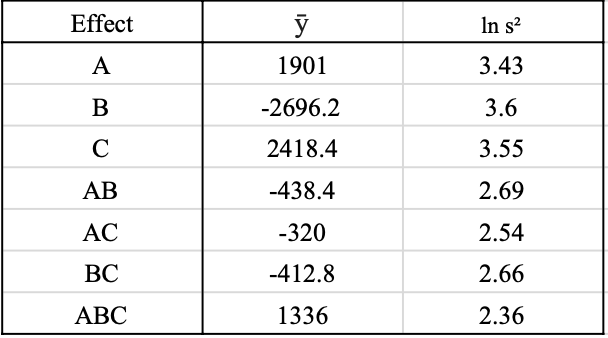 Effect ȳ ln s²
A 1901 3.43
B -2696.2 3.6
C 2418.4 3.55
AB -438.4 2.69
AC -320 2.54
BC -412.8 2.66
ABC 1336 2.36